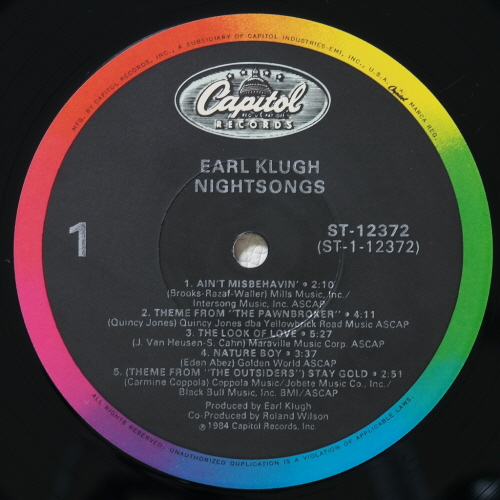 MFD. BY CAPITOL RECORDS, INC., A SUBSIDIARY OF CAPITOL INDUSTRIES-EMI, INC., U.S.A. Capitol MARCA REG.
Capitol
RECORDS
EARL KLUGH
NIGHTSONGS
1
ST-12372
(ST-1-12372)
1. AIN'T MISBEHAVIN' • 2:10
(Brooks-Razaf-Waller) Mills Music, Inc./
Intersong Music, Inc. ASCAP
2. THEME FROM "THE PAWNBROKER" • 4:11
(Quincy Jones) Quincy Jones dba Yellowbrick Road Music ASCAP
3. THE LOOK OF LOVE • 5:27
(J. Van Heusen-S. Cahn) Maraville Music Corp. ASCAP
4. NATURE BOY • 3:37
(Eden Abez) Golden World ASCAP
5. (THEME FROM "THE OUTSIDERS") STAY GOLD • 2:51
(Carmine Coppola) Coppola Music/Jobete Music Co., Inc./
Black Bull Music, Inc. BMI/ASCAP
Produced by Earl Klugh
Co-Produced by Roland Wilson
℗1984 Capitol Records, Inc.
ALL RIGHTS RESERVED. UNAUTHORIZED DUPLICATION IS A VIOLATION OF APPLICABLE LAWS.